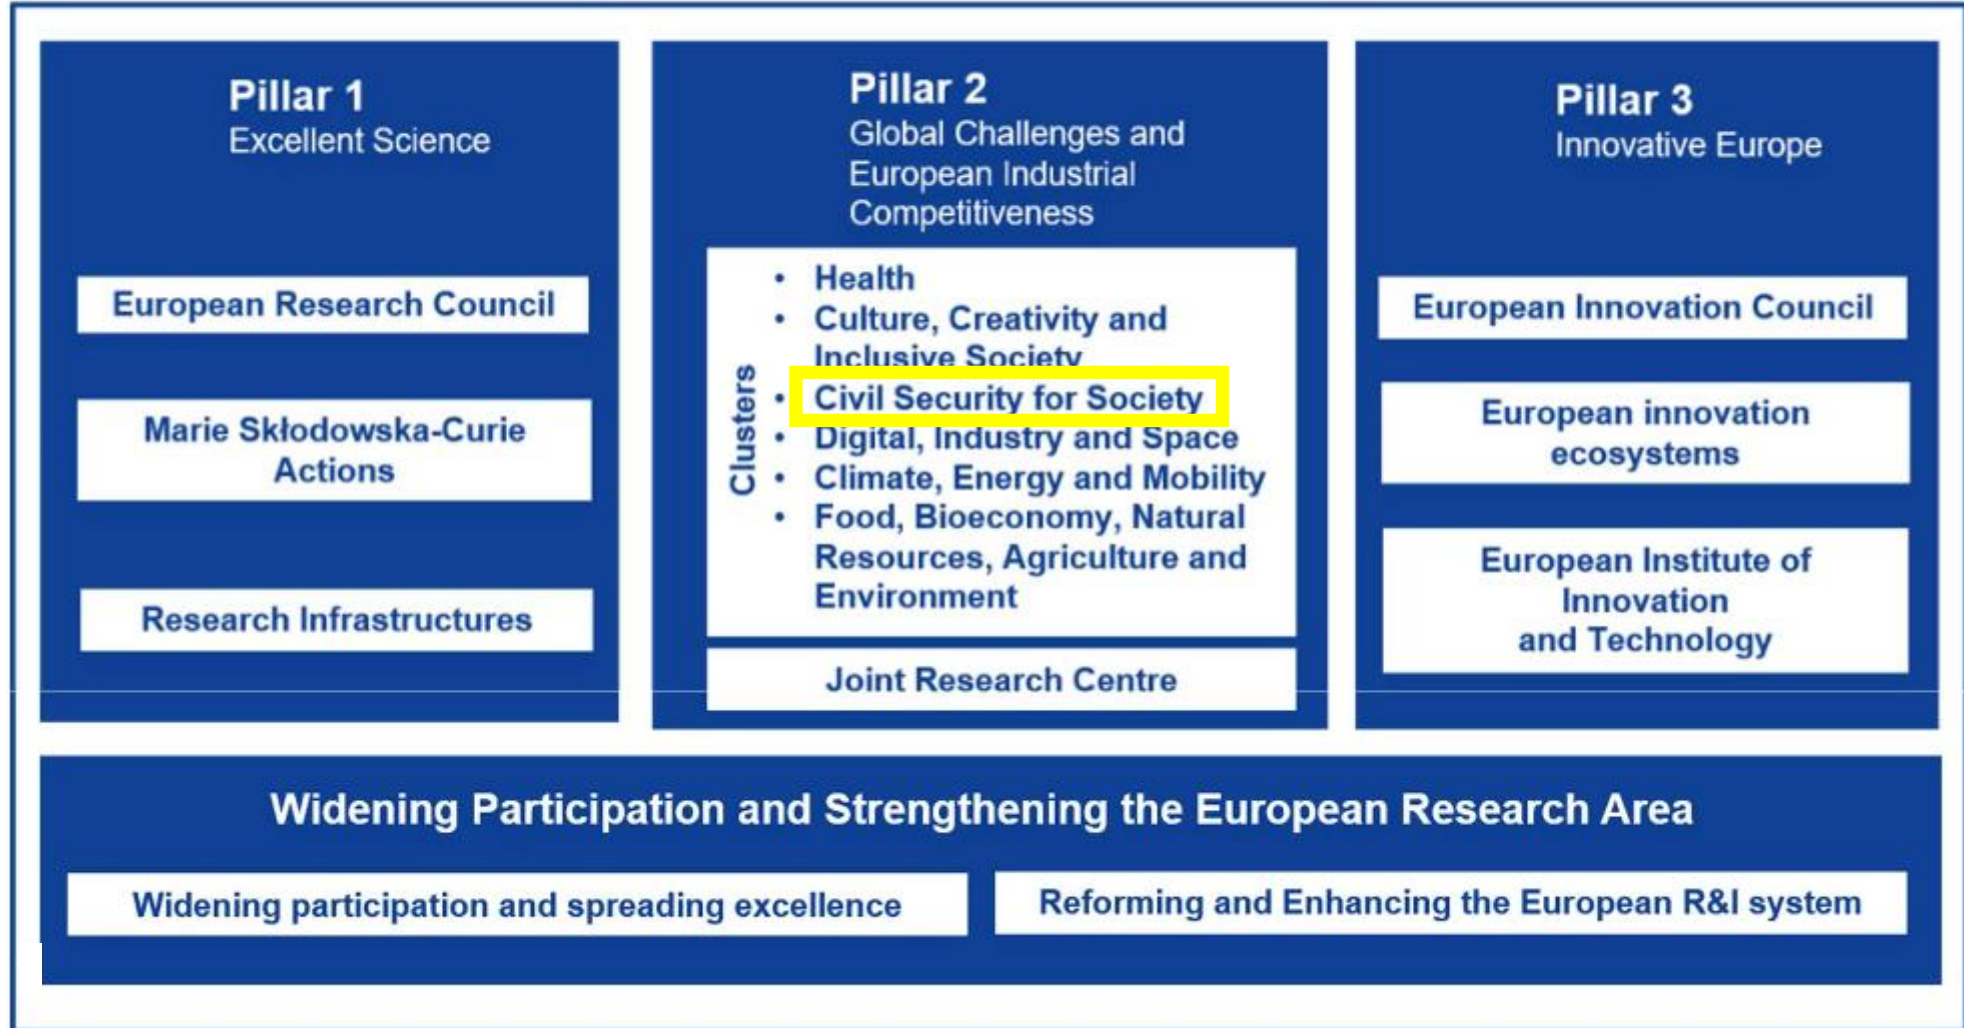 Pillar 1
Excellent Science
European Research Council
Marie Skłodowska-Curie
Actions
Research Infrastructures
Pillar 2
Global Challenges and
European Industrial
Competitiveness
Clusters
• Health
• Culture, Creativity and
Inclusive Society
• Civil Security for Society
• Digital, Industry and Space
• Climate, Energy and Mobility
• Food, Bioeconomy, Natural
Resources, Agriculture and
Environment
Joint Research Centre
Pillar 3
Innovative Europe
European Innovation Council
European innovation
ecosystems
European Institute of
Innovation
and Technology
Widening Participation and Strengthening the European Research Area
Widening participation and spreading excellence
Reforming and Enhancing the European R&I system